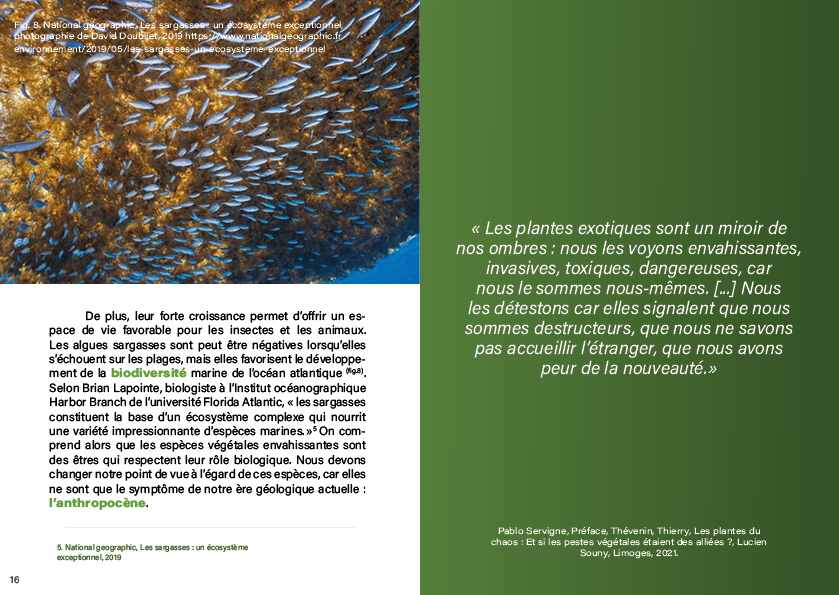 Fig. 8. National géographic, Les sargasses : un écosystème exceptionnel,
photographie de David Doubilet, 2019 https://www.nationalgeographic.fr/
environnement/2019/05/les-sargasses-un-ecosysteme-exceptionnel
De plus, leur forte croissance permet d’offrir un es-
pace de vie favorable pour les insectes et les animaux.
Les algues sargasses sont peut être négatives lorsqu’elles
s’échouent sur les plages, mais elles favorisent le développe-
ment de la biodiversité marine de l’océan atlantique (fig.8).
Selon Brian Lapointe, biologiste à l’Institut océanographique
Harbor Branch de l’université Florida Atlantic, « les sargasses
constituent la base d’un écosystème complexe qui nourrit
une variété impressionnante d’espèces marines. »5 On com-
prend alors que les espèces végétales envahissantes sont
des êtres qui respectent leur rôle biologique. Nous devons
changer notre point de vue à l’égard de ces espèces, car elles
ne sont que le symptôme de notre ère géologique actuelle :
l’anthropocène.
5. National geographic, Les sargasses : un écosystème
exceptionnel, 2019
16
« Les plantes exotiques sont un miroir de
nos ombres : nous les voyons envahissantes,
invasives, toxiques, dangereuses, car
nous le sommes nous-mêmes. [...] Nous
les détestons car elles signalent que nous
sommes destructeurs, que nous ne savons
pas accueillir l’étranger, que nous avons
peur de la nouveauté.»
Pablo Servigne, Préface, Thévenin, Thierry, Les plantes du
chaos : Et si les pestes végétales étaient des alliées ?, Lucien
Souny, Limoges, 2021.